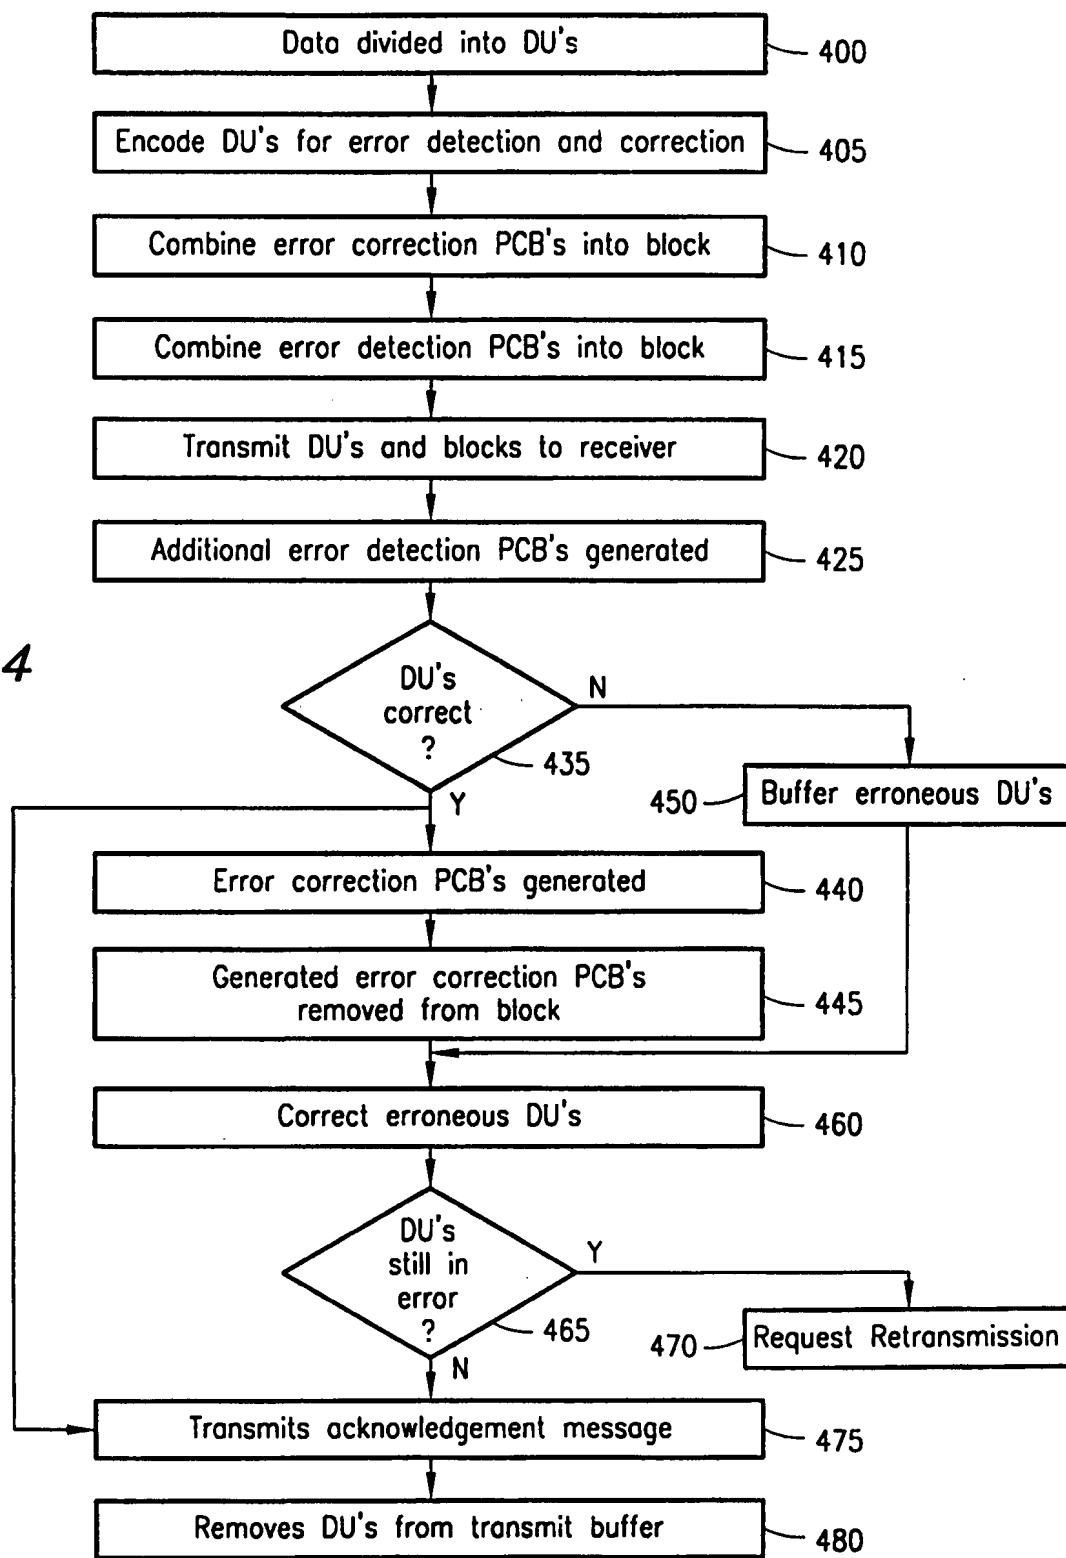 Data divided into DU's
400
Encode DU's for error detection and correction
405
Combine error correction PCB's into block
410
Combine error detection PCB's into block
415
Transmit DU's and blocks to receiver
420
Additional error detection PCB's generated
425
4
DU's
correct
?
435
N
Y
450
Buffer erroneous DU's
Error correction PCB's generated
440
Generated error correction PCB's
removed from block
445
Correct erroneous DU's
460
DU's
still in
error
?
465
Y
N
470
Request Retransmission
Transmits acknowledgement message
475
Removes DU's from transmit buffer
480